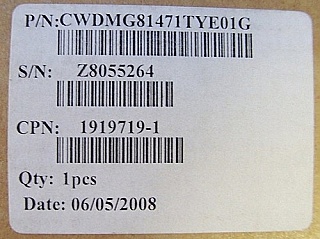 P/N:CWDMG81471TYE01G
S/N: Z8055264
CPN: 1919719-1
Qty: 1pcs
Date: 06/05/2008